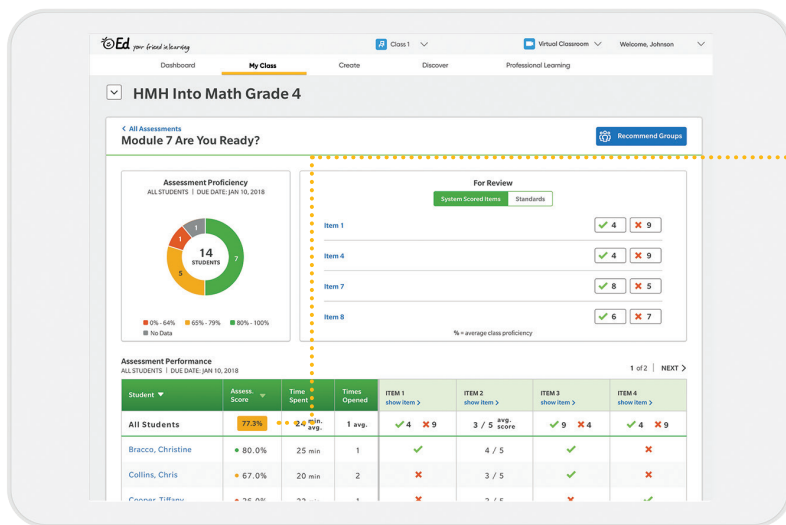 Ed your friend in learning
Class 1
Virtual Classroom
Welcome, Johnson
Dashboard
My Class
Create
Discover
Professional Learning
HMH Into Math Grade 4
< All Assessments
Module 7 Are You Ready?
Recommend Groups
Assessment Proficiency
ALL STUDENTS | DUE DATE: JAN 10, 2018
1
1
5
7
14
STUDENTS
0% - 64% 65% - 79% 80% - 100%
No Data
For Review
System Scored Items Standards
Item 1 ✓ 4 ✗ 9
Item 4 ✓ 4 ✗ 9
Item 7 ✓ 8 ✗ 5
Item 8 ✓ 6 ✗ 7
% = average class proficiency
Assessment Performance
ALL STUDENTS | DUE DATE: JAN 10, 2018
1 of 2 | NEXT >
Student ▼ Assess. Score Time Spent Times Opened ITEM 1 show item > ITEM 2 show item > ITEM 3 show item > ITEM 4 show item >
All Students 77.3% 24 min. avg. 1 avg. ✓ 4 ✗ 9 3 / 5 avg. score ✓ 9 ✗ 4 ✓ 4 ✗ 9
Bracco, Christine 80.0% 25 min 1 ✓ 4 / 5 ✓ ✗
Collins, Chris 67.0% 20 min 2 ✗ 3 / 5 ✓ ✗
Cooper, Tiffany